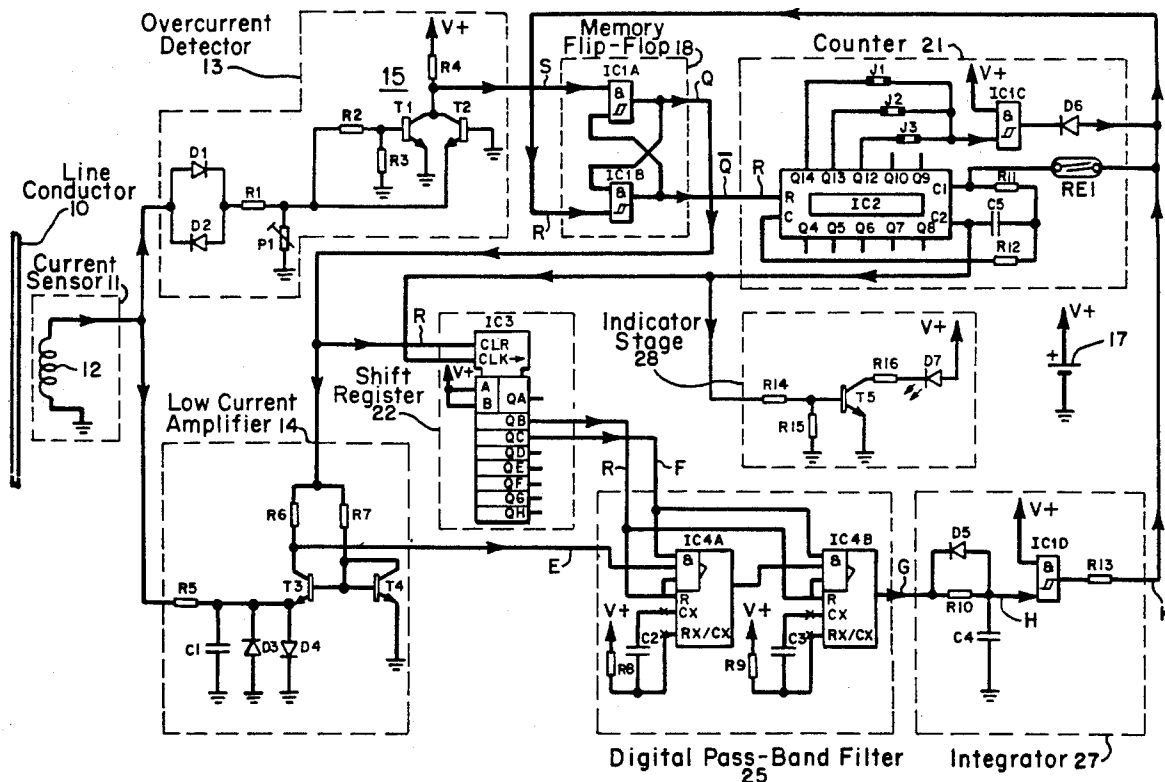 Overcurrent
Detector
13
V+
R4
15
T1
T2
R2
R3
D1
D2
R1
P1
Memory
Flip-Flop 18
IC1A
&
S
Q
IC1B
&
R
Q̅
Counter 21
J1
J2
J3
V+
IC1C
&
D6
Q14 Q13 Q12 Q10 Q9
R
C
IC2
C1
C2
Q4 Q5 Q6 Q7 Q8
R
R11
C5
R12
RE1
Line
Conductor
10
Current
Sensor 11
12
R
IC3
CLR
CLK
V+
A
B
QA
QB
QC
QD
QE
QF
QG
QH
Shift
Register
22
Indicator
Stage
28
R14
R15
T5
R16
D7
V+
V+
+
17
Low Current
Amplifier 14
R6
R7
T3
T4
R5
C1
D3
D4
R
F
E
IC4A
&
R
CX
RX/CX
V+
R8
C2
IC4B
&
R
CX
RX/CX
V+
R9
C3
G
D5
R10
C4
H
V+
IC1D
&
R13
Digital Pass-Band Filter
25
Integrator 27